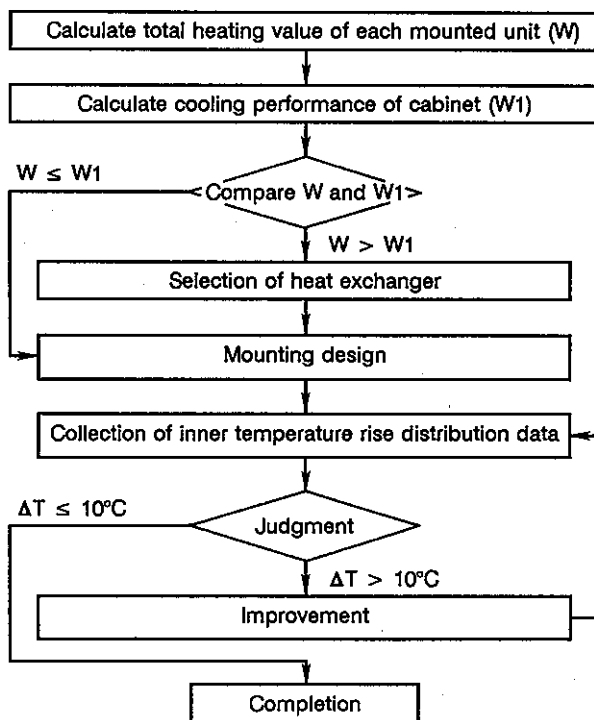 Calculate total heating value of each mounted unit (W)
Calculate cooling performance of cabinet (W1)
W ≤ W1
Compare W and W1
W > W1
Selection of heat exchanger
Mounting design
Collection of inner temperature rise distribution data
ΔT ≤ 10°C
Judgment
ΔT > 10°C
Improvement
Completion